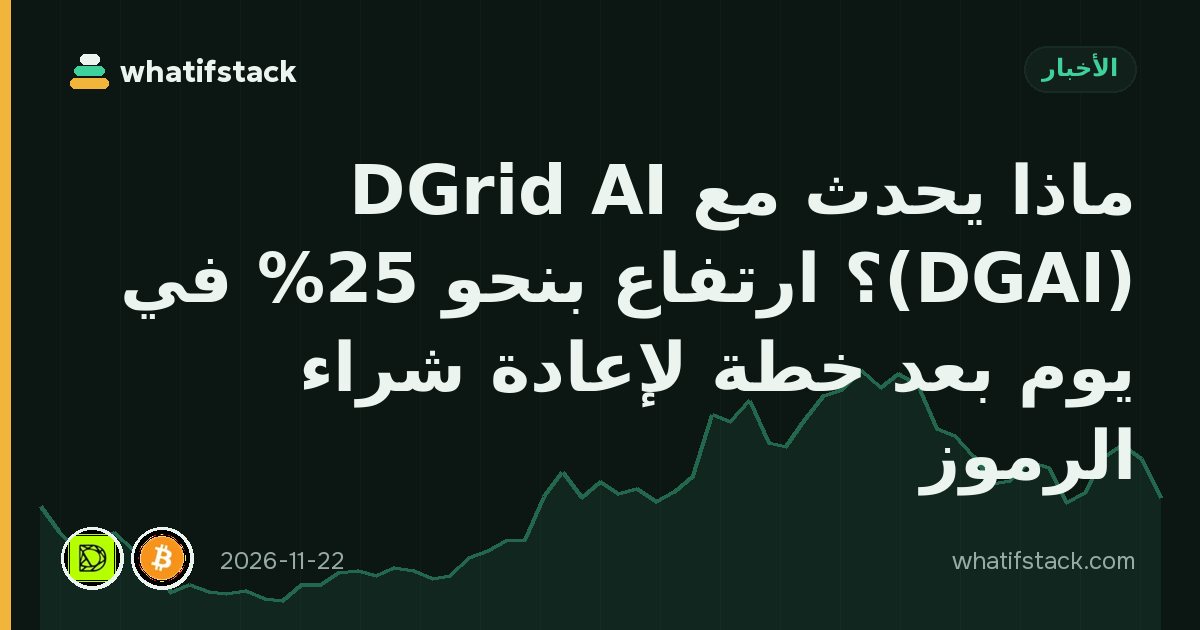 whatifstack
الأخبار
ماذا يحدث مع DGrid AI
(DGAI)؟ ارتفاع بنحو 25% في
يوم بعد خطة لإعادة شراء
الرموز
2026-11-22
whatifstack.com